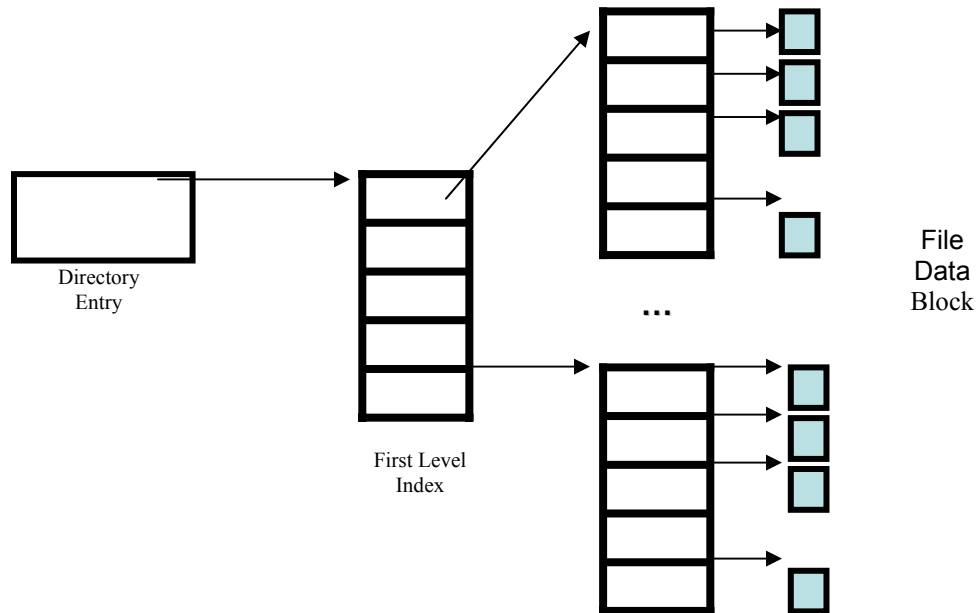 Directory
Entry
First Level
Index
...
File
Data
Block